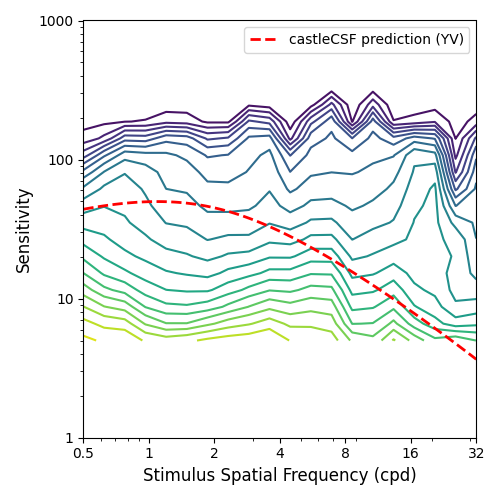 1000
castleCSF prediction (YV)
100
Sensitivity
10
1
0.5 1 2 4 8 16 32
Stimulus Spatial Frequency (cpd)